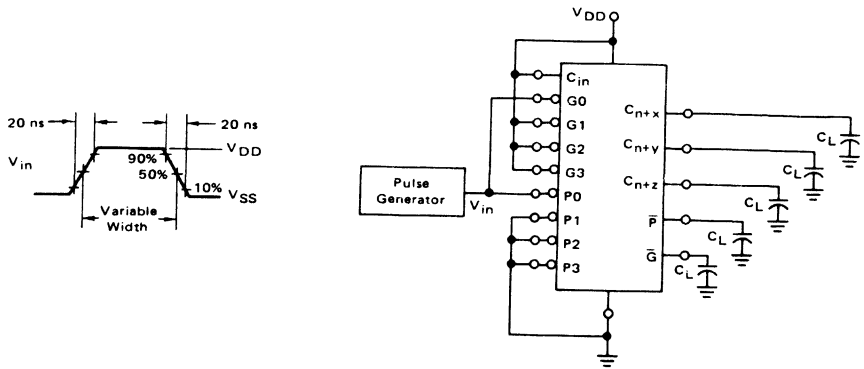 20 ns
20 ns
V_in
90%
50%
10%
V_DD
V_SS
Variable
Width
Pulse
Generator
V_in
V_DD
C_in
G0
G1
G2
G3
P0
P1
P2
P3
C_n+x
C_n+y
C_n+z
P̅
G̅
C_L
C_L
C_L
C_L
C_L